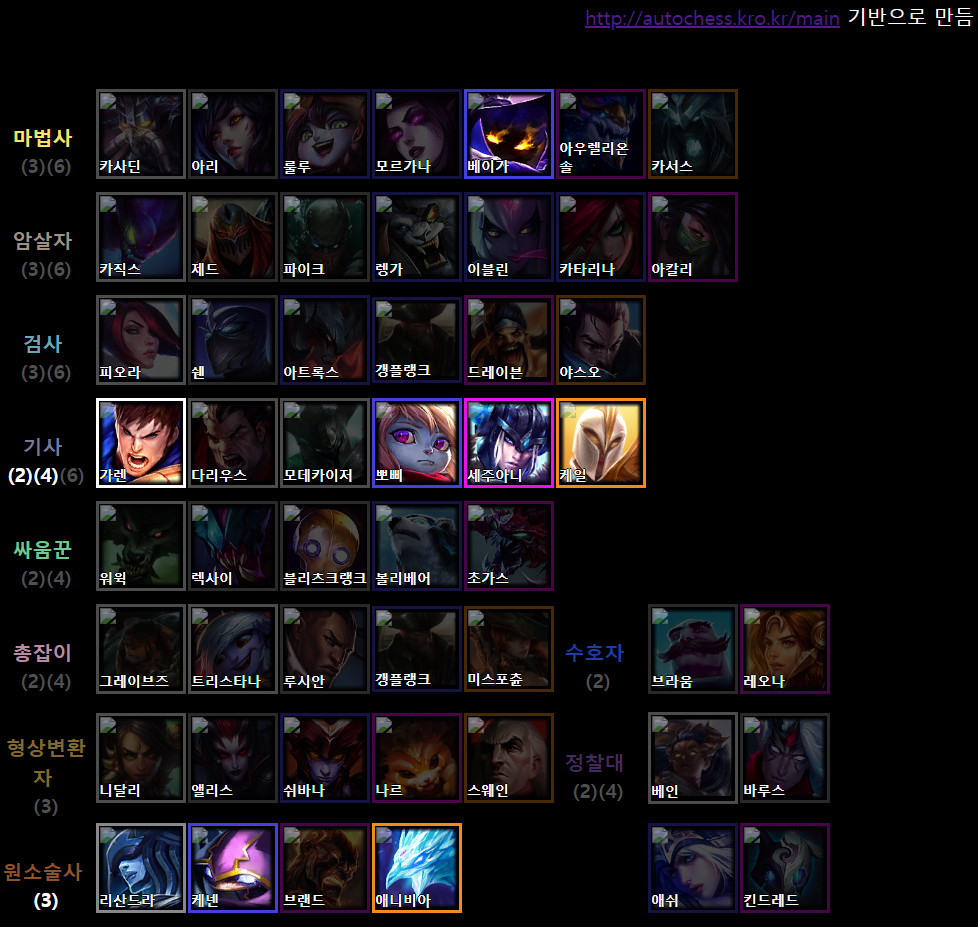 http://autochess.kro.kr/main 기반으로 만듬
마법사
(3)(6)
카사딘
아리
룰루
모르가나
베이가
아우렐리온
솔
카서스
암살자
(3)(6)
카직스
제드
파이크
렝가
이블린
카타리나
아칼리
검사
(3)(6)
피오라
쉔
아트록스
갱플랭크
드레이븐
야스오
기사
(2)(4)(6)
가렌
다리우스
모데카이저
뽀삐
세주아니
케일
싸움꾼
(2)(4)
워윅
렉사이
블리츠크랭크
볼리베어
초가스
총잡이
(2)(4)
그레이브즈
트리스타나
루시안
갱플랭크
미스포츈
수호자
(2)
브라움
레오나
형상변환
자
(3)
니달리
엘리스
쉬바나
나르
스웨인
정찰대
(2)(4)
베인
바루스
원소술사
(3)
리산드라
케넨
브랜드
애니비아
애쉬
킨드레드